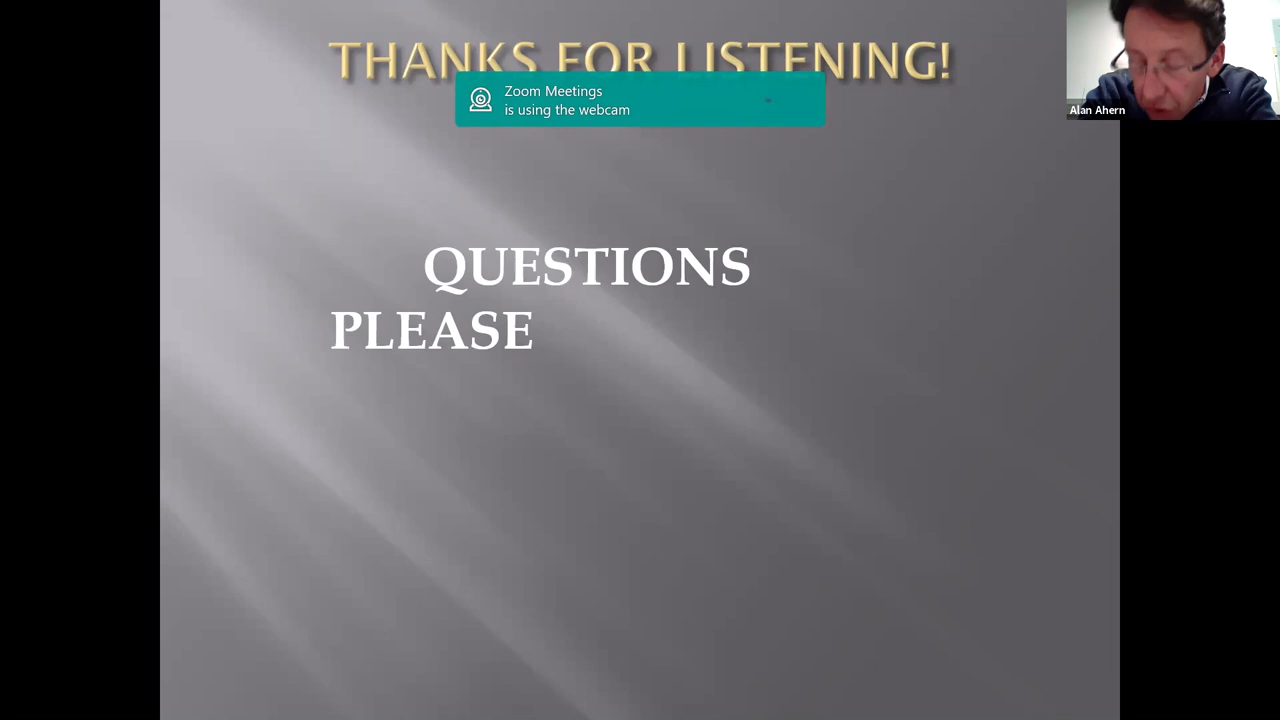 THANKS FOR LISTENING!
Zoom Meetings
is using the webcam
Alan Ahern
QUESTIONS
PLEASE